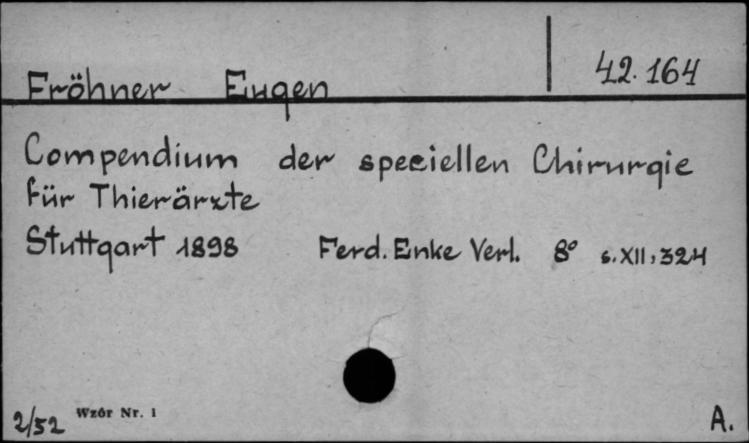 Fröhner Eugen 42.164
Compendium der speciellen Chirurgie
für Thierärzte
Stuttgart 1898 Ferd. Enke Verl. 8° s. XII, 324
2/52 Wzór Nr. 1 A.